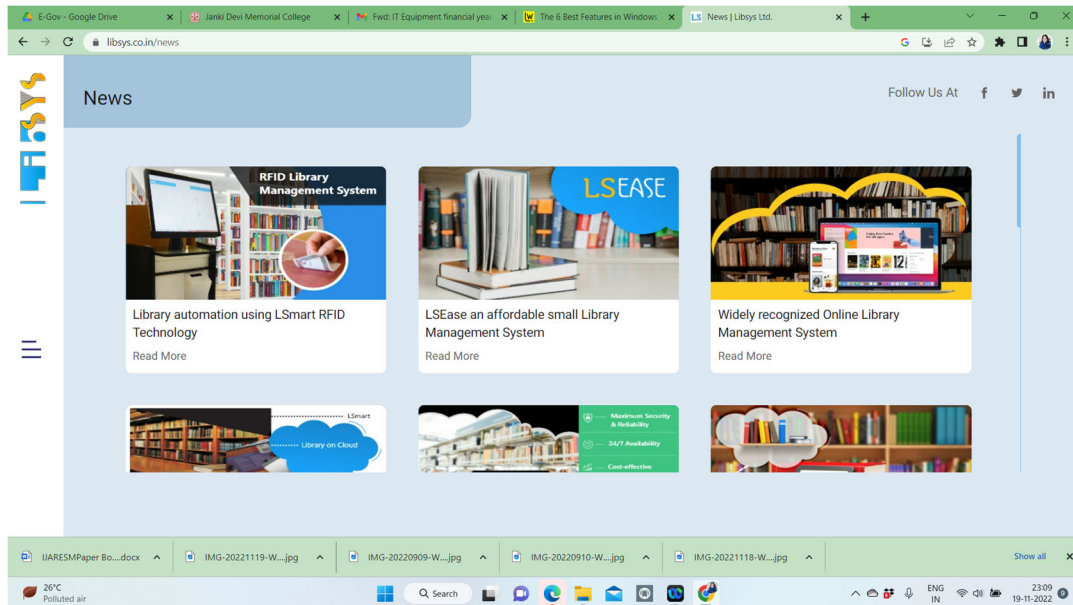 E-Gov - Google Drive
Janki Devi Memorial College
Fwd: IT Equipment financial year
The 6 Best Features in Windows
News | Libsys Ltd.
libsys.co.in/news
LIBSYS
News
Follow Us At
RFID Library
Management System
LSEASE
Library automation using LSmart RFID
Technology
Read More
LSEase an affordable small Library
Management System
Read More
Widely recognized Online Library
Management System
Read More
LSmart
Library on Cloud
Maximum Security
& Reliability
24/7 Availability
Cost-effective
IJARESMPaper Bo....docx
IMG-20221119-W....jpg
IMG-20220909-W....jpg
IMG-20220910-W....jpg
IMG-20221118-W....jpg
Show all
26°C
Polluted air
Search
ENG
IN
23:09
19-11-2022
9